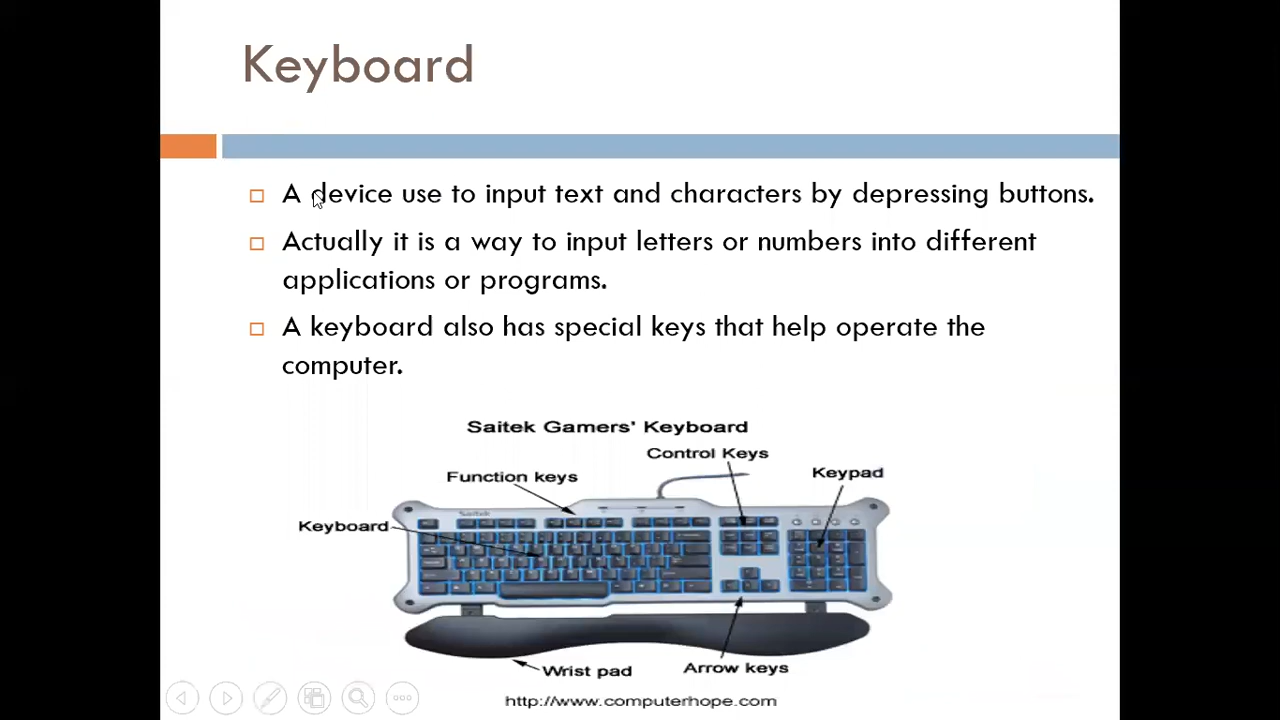 Keyboard
A device use to input text and characters by depressing buttons.
Actually it is a way to input letters or numbers into different
applications or programs.
A keyboard also has special keys that help operate the
computer.
Saitek Gamers' Keyboard
Control Keys
Function keys
Keypad
Saitek
Keyboard
Wrist pad
Arrow keys
http://www.computerhope.com